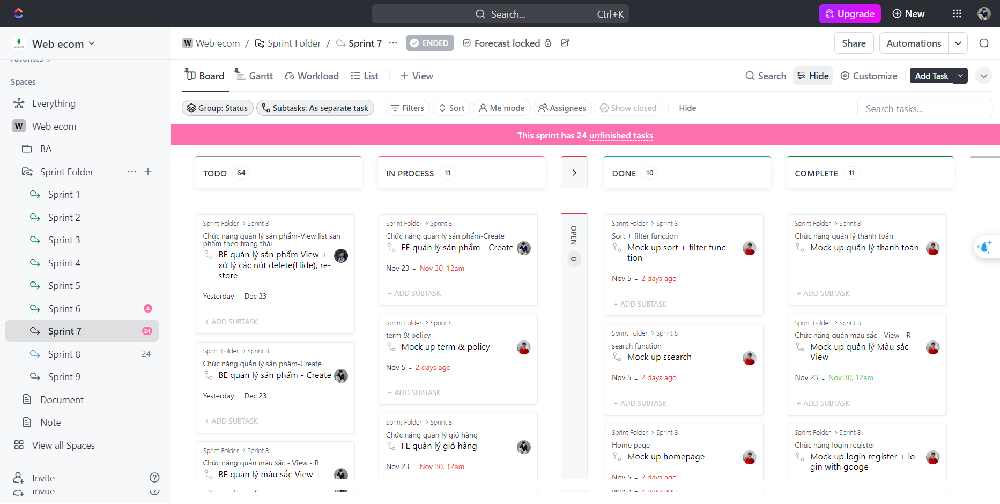 Search...
Ctrl+K
Upgrade
New
Web ecom
Favorites
Spaces
Everything
W Web ecom
BA
Sprint Folder
Sprint 1
Sprint 2
Sprint 3
Sprint 4
Sprint 5
Sprint 6 4
Sprint 7 24
Sprint 8 24
Sprint 9
Document
Note
View all Spaces
Invite
Invite
W Web ecom / Sprint Folder / Sprint 7 ··· ENDED Forecast locked
Share
Automations
Board
Gantt
Workload
List
+ View
Search
Hide
Customize
Add Task
Group: Status
Subtasks: As separate task
Filters
Sort
Me mode
Assignees
Show closed
Hide
Search tasks...
This sprint has 24 unfinished tasks
TODO 64
Sprint Folder > Sprint 8
Chức năng quản lý sản phẩm-View list sản
phẩm theo trạng thái
BE quản lý sản phẩm View +
xử lý các nút delete(Hide), re-
store
Yesterday - Dec 23
+ ADD SUBTASK
Sprint Folder > Sprint 8
Chức năng quản lý sản phẩm-Create
BE quản lý sản phẩm - Create
Yesterday - Dec 23
+ ADD SUBTASK
Sprint Folder > Sprint 8
Chức năng quản lý màu sắc - View - R
BE quản lý màu sắc View +
IN PROCESS 11
Sprint Folder > Sprint 8
Chức năng quản lý sản phẩm-Create
FE quản lý sản phẩm - Create
Nov 23 - Nov 30, 12am
+ ADD SUBTASK
Sprint Folder > Sprint 8
term & policy
Mock up term & policy
Nov 5 - 2 days ago
+ ADD SUBTASK
Sprint Folder > Sprint 8
Chức năng quản lý giỏ hàng
FE quản lý giỏ hàng
Nov 23 - Nov 30, 12am
OPEN 0
DONE 10
Sprint Folder > Sprint 8
Sort + filter function
Mock up sort + filter func-
tion
Nov 5 - 2 days ago
+ ADD SUBTASK
Sprint Folder > Sprint 8
search function
Mock up ssearch
Nov 5 - 2 days ago
+ ADD SUBTASK
Sprint Folder > Sprint 8
Home page
Mock up homepage
Nov 5 - 2 days ago
COMPLETE 11
Sprint Folder > Sprint 8
Chức năng quản lý thanh toán
Mock up quản lý thanh toán
+ ADD SUBTASK
Sprint Folder > Sprint 8
Chức năng quản màu sắc - View - R
Mock up quản lý Màu sắc -
View
Nov 23 - Nov 30, 12am
+ ADD SUBTASK
Sprint Folder > Sprint 8
Chức năng login register
Mock up login register + lo-
gin with googe